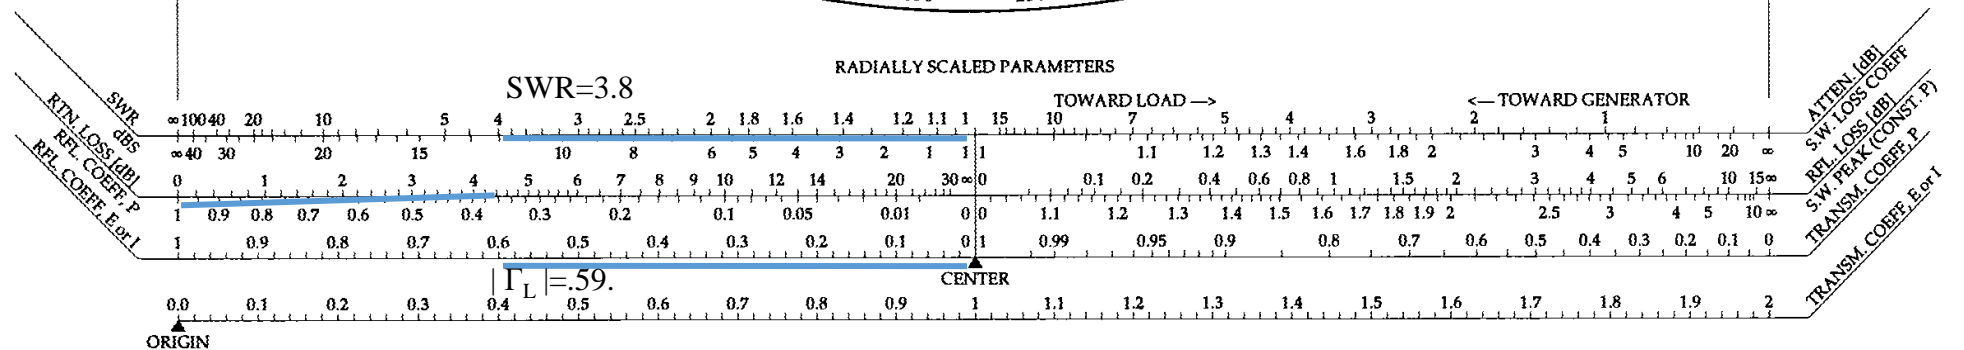 RADIALLY SCALED PARAMETERS
SWR=3.8
TOWARD LOAD —>
<— TOWARD GENERATOR
SWR
∞ 100 40 20 10 5 4 3 2.5 2 1.8 1.6 1.4 1.2 1.1 1 15 10 7 5 4 3 2 1
ATTEN. [dB]
dBS
∞ 40 30 20 15 10 8 6 5 4 3 2 1 1 1 1.1 1.2 1.3 1.4 1.6 1.8 2 3 4 5 10 20 ∞
S.W. LOSS COEFF
RTN. LOSS [dB]
0 1 2 3 4 5 6 7 8 9 10 12 14 20 30 ∞ 0 0.1 0.2 0.4 0.6 0.8 1 1.5 2 3 4 5 6 10 15 ∞
RFL. LOSS [dB]
RFL. COEFF, P
1 0.9 0.8 0.7 0.6 0.5 0.4 0.3 0.2 0.1 0.05 0.01 0 0 1.1 1.2 1.3 1.4 1.5 1.6 1.7 1.8 1.9 2 2.5 3 4 5 10 ∞
S.W. PEAK (CONST. P)
RFL. COEFF, E or I
1 0.9 0.8 0.7 0.6 0.5 0.4 0.3 0.2 0.1 0 1 0.99 0.95 0.9 0.8 0.7 0.6 0.5 0.4 0.3 0.2 0.1 0
TRANSM. COEFF, P
| Γ_L |=.59.
CENTER
0.0 0.1 0.2 0.3 0.4 0.5 0.6 0.7 0.8 0.9 1 1.1 1.2 1.3 1.4 1.5 1.6 1.7 1.8 1.9 2
TRANSM. COEFF, E or I
ORIGIN